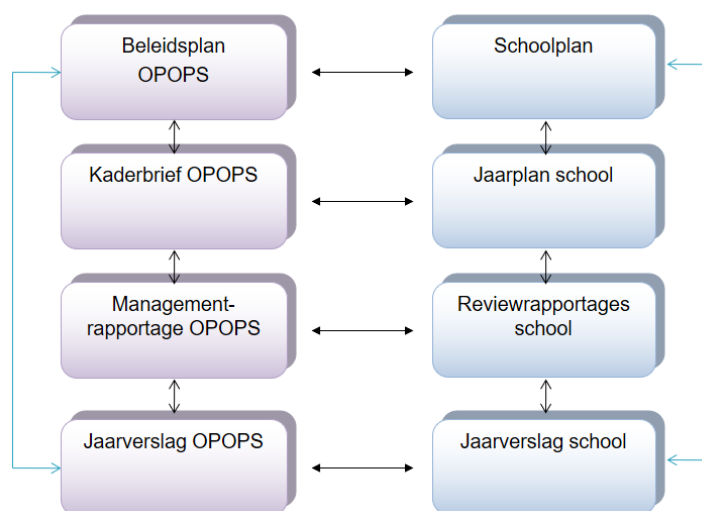 Beleidsplan
OPOPS
Schoolplan
Kaderbrief OPOPS
Jaarplan school
Management-
rapportage OPOPS
Reviewrapportages
school
Jaarverslag OPOPS
Jaarverslag school